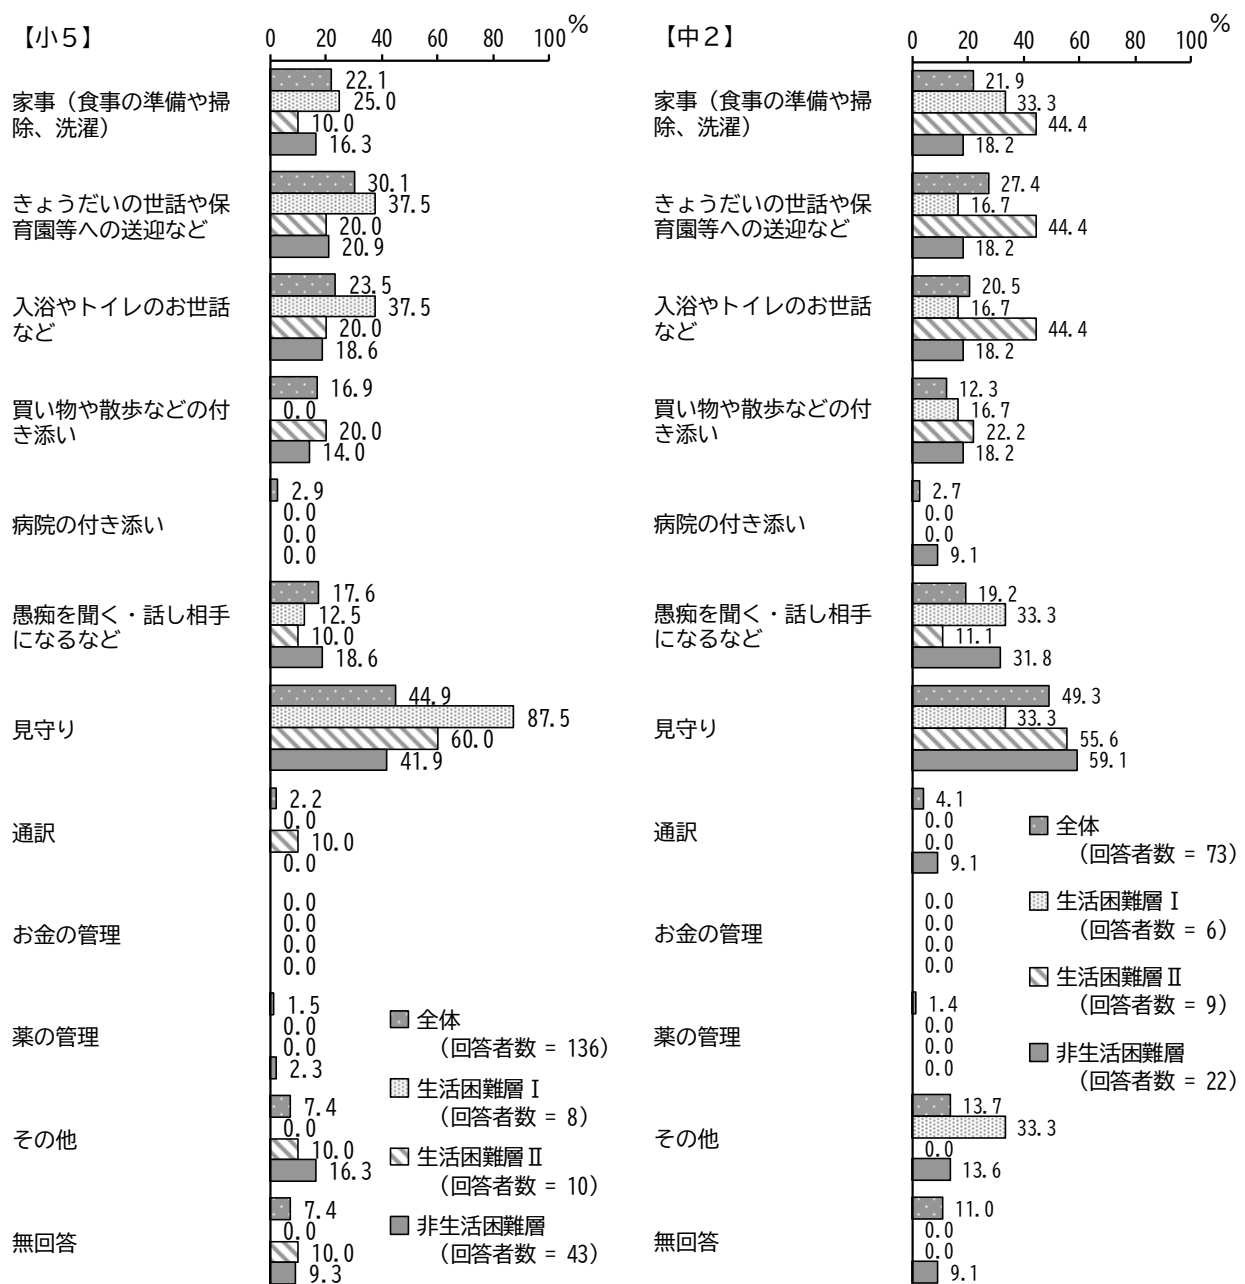 【小５】
0 20 40 60 80 100%
家事（食事の準備や掃
除、洗濯）
22.1
25.0
10.0
16.3
きょうだいの世話や保
育園等への送迎など
30.1
37.5
20.0
20.9
入浴やトイレのお世話
など
23.5
37.5
20.0
18.6
買い物や散歩などの付
き添い
16.9
0.0
20.0
14.0
病院の付き添い
2.9
0.0
0.0
0.0
愚痴を聞く・話し相手
になるなど
17.6
12.5
10.0
18.6
見守り
44.9
87.5
60.0
41.9
通訳
2.2
0.0
10.0
0.0
お金の管理
0.0
0.0
0.0
0.0
薬の管理
1.5
0.0
0.0
2.3
その他
7.4
0.0
10.0
16.3
無回答
7.4
0.0
10.0
9.3
全体
（回答者数 = 136）
生活困難層Ⅰ
（回答者数 = 8）
生活困難層Ⅱ
（回答者数 = 10）
非生活困難層
（回答者数 = 43）
【中２】
0 20 40 60 80 100%
家事（食事の準備や掃
除、洗濯）
21.9
33.3
44.4
18.2
きょうだいの世話や保
育園等への送迎など
27.4
16.7
44.4
18.2
入浴やトイレのお世話
など
20.5
16.7
44.4
18.2
買い物や散歩などの付
き添い
12.3
16.7
22.2
18.2
病院の付き添い
2.7
0.0
0.0
9.1
愚痴を聞く・話し相手
になるなど
19.2
33.3
11.1
31.8
見守り
49.3
33.3
55.6
59.1
通訳
4.1
0.0
0.0
9.1
お金の管理
0.0
0.0
0.0
0.0
薬の管理
1.4
0.0
0.0
0.0
その他
13.7
33.3
0.0
13.6
無回答
11.0
0.0
0.0
9.1
全体
（回答者数 = 73）
生活困難層Ⅰ
（回答者数 = 6）
生活困難層Ⅱ
（回答者数 = 9）
非生活困難層
（回答者数 = 22）